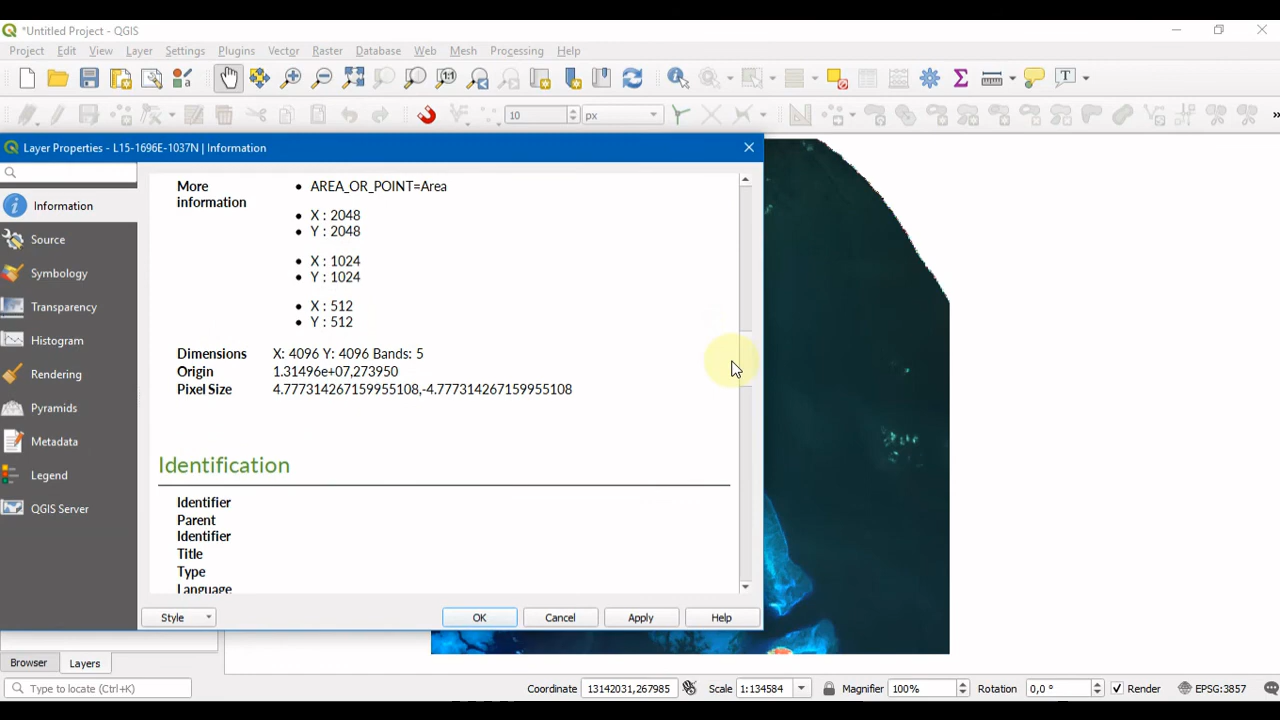 *Untitled Project - QGIS
Project Edit View Layer Settings Plugins Vector Raster Database Web Mesh Processing Help
10 px
Layer Properties - L15-1696E-1037N | Information
Information
Source
Symbology
Transparency
Histogram
Rendering
Pyramids
Metadata
Legend
QGIS Server
More information
• AREA_OR_POINT=Area
• X : 2048
• Y : 2048
• X : 1024
• Y : 1024
• X : 512
• Y : 512
Dimensions X: 4096 Y: 4096 Bands: 5
Origin 1.31496e+07,273950
Pixel Size 4.777314267159955108,-4.777314267159955108
Identification
Identifier
Parent
Identifier
Title
Type
Language
Style OK Cancel Apply Help
Browser Layers
Type to locate (Ctrl+K) Coordinate 13142031,267985 Scale 1:134584 Magnifier 100% Rotation 0,0 ° Render EPSG:3857